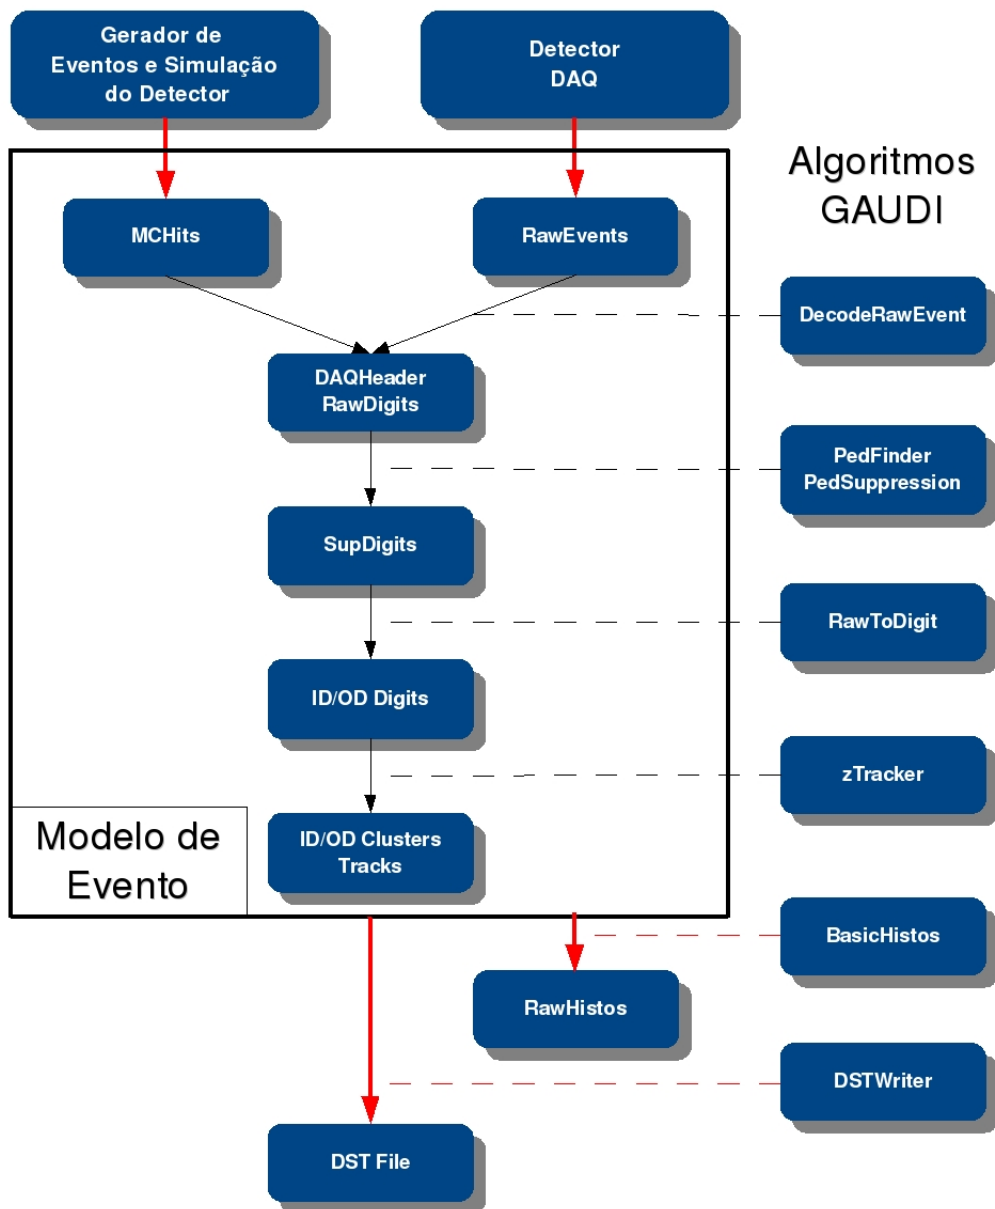 Gerador de
Eventos e Simulação
do Detector
Detector
DAQ
Algoritmos
GAUDI
MCHits
RawEvents
DecodeRawEvent
DAQHeader
RawDigits
PedFinder
PedSuppression
SupDigits
RawToDigit
ID/OD Digits
zTracker
ID/OD Clusters
Tracks
Modelo de
Evento
BasicHistos
RawHistos
DSTWriter
DST File